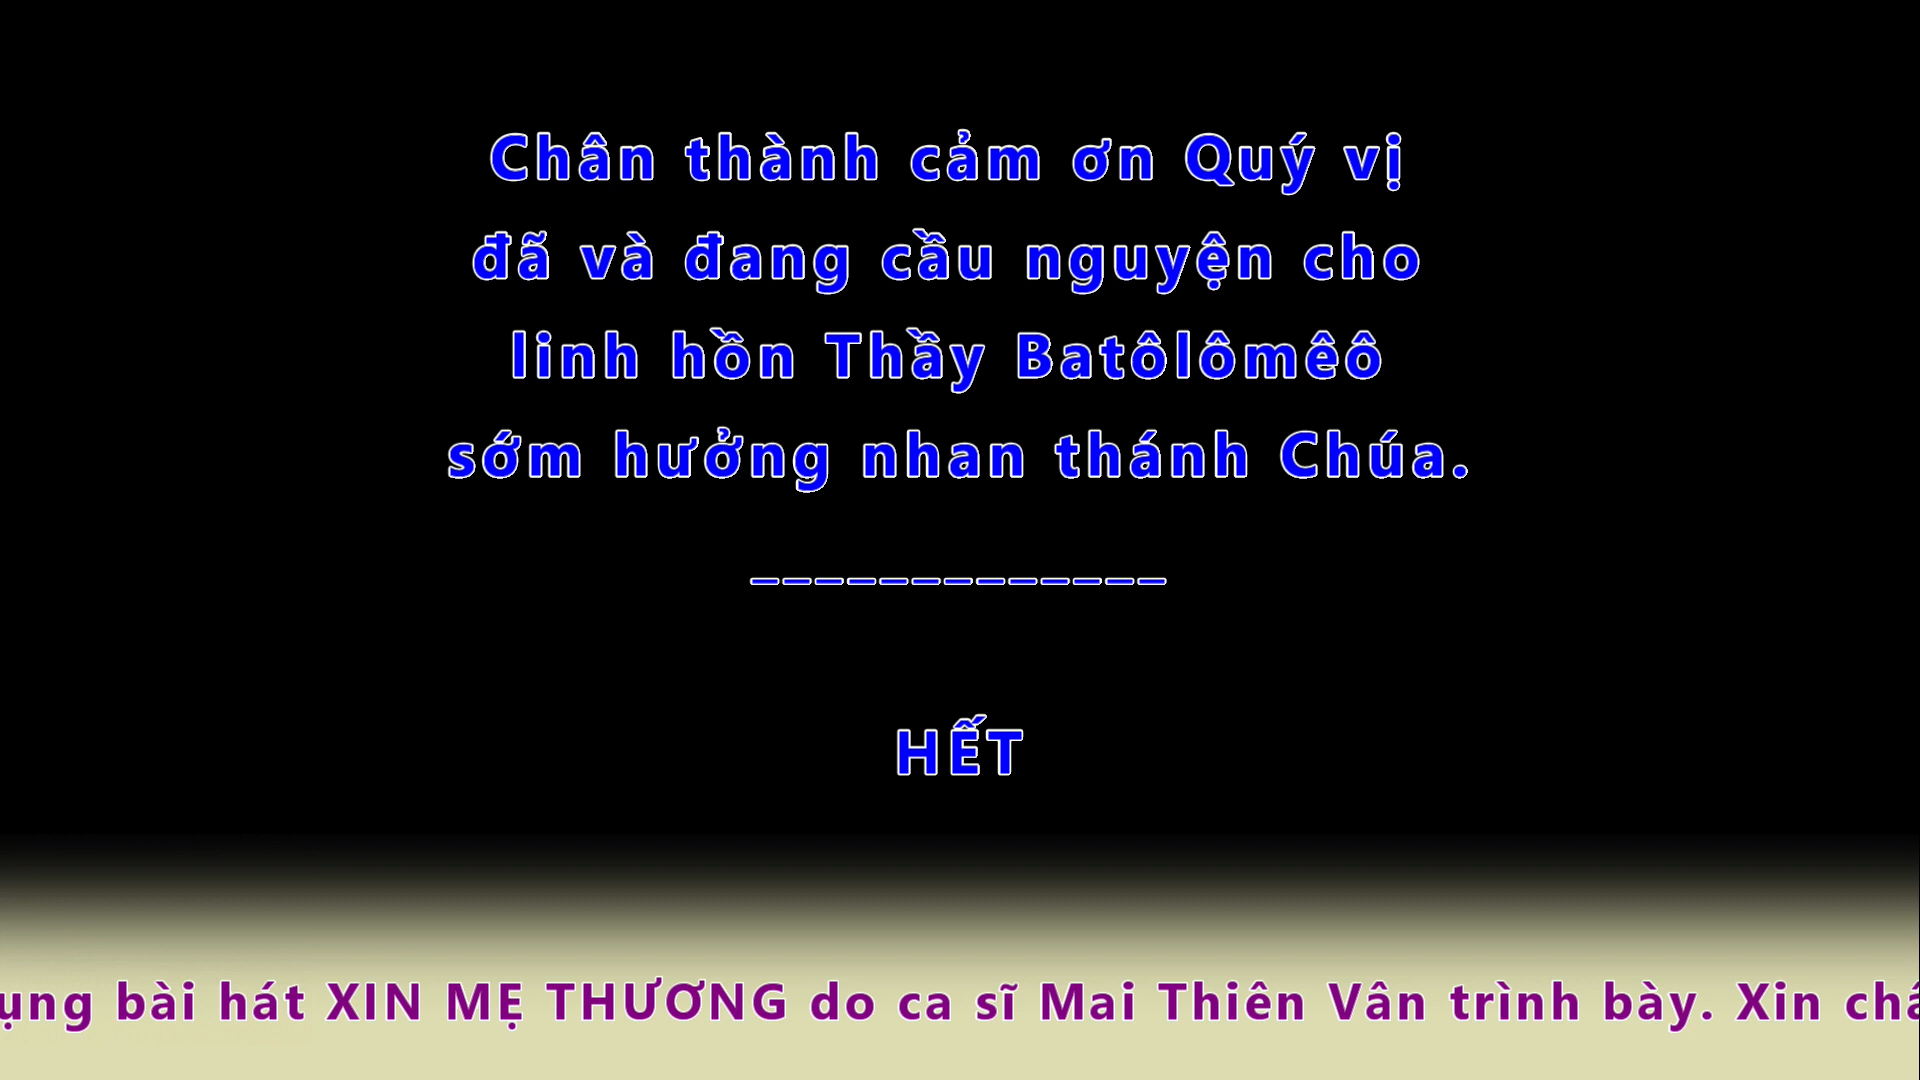 Chân thành cảm ơn Quý vị
đã và đang cầu nguyện cho
linh hồn Thầy Batôlômêô
sớm hưởng nhan thánh Chúa.
_____________
HẾT
bài hát XIN MẸ THƯƠNG do ca sĩ Mai Thiên Vân trình bày. Xin